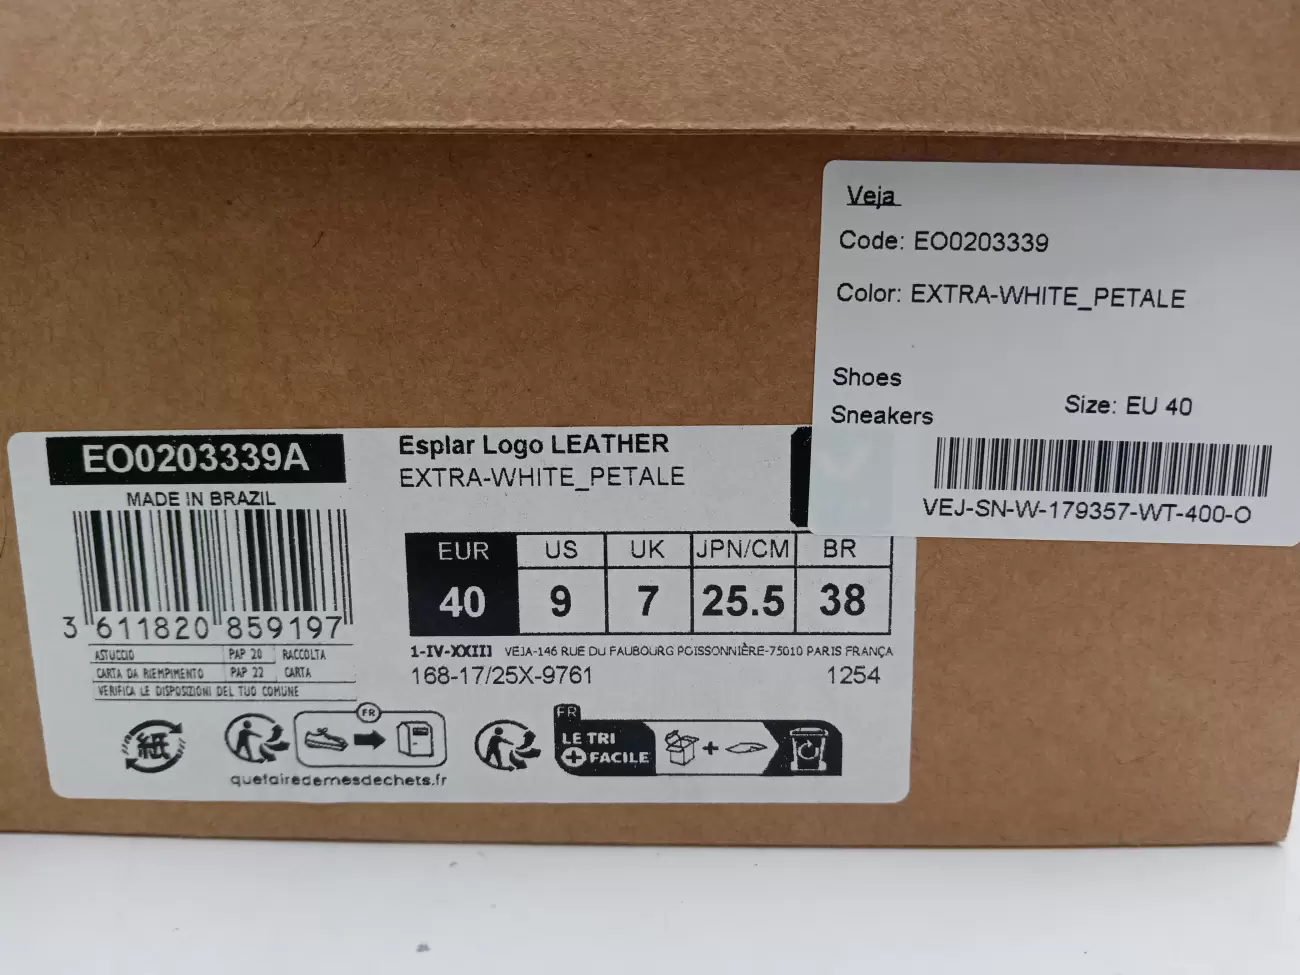 Veja
Code: EO0203339
Color: EXTRA-WHITE_PETALE
Shoes
Sneakers
Size: EU 40
VEJ-SN-W-179357-WT-400-O
EO0203339A
MADE IN BRAZIL
3 611820 859197
ASTUCCIO PAP 20 RACCOLTA
CARTA DA RIEMPIMENTO PAP 22 CARTA
VERIFICA LE DISPOSIZIONI DEL TUO COMUNE
Esplar Logo LEATHER
EXTRA-WHITE_PETALE
EUR US UK JPN/CM BR
40 9 7 25.5 38
1-IV-XXIII VEJA-146 RUE DU FAUBOURG POISSONNIÈRE-75010 PARIS FRANÇA
168-17/25X-9761 1254
紙
FR
quefairedemesdechets.fr
FR
LE TRI
+ FACILE
+